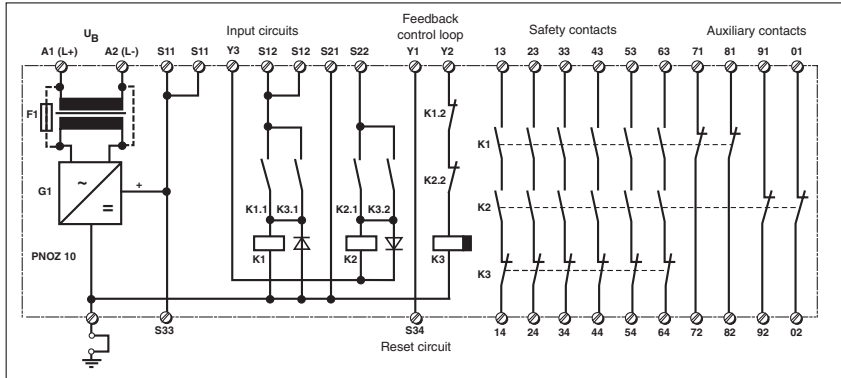 U_B
Input circuits
Feedback control loop
Safety contacts
Auxiliary contacts
A1 (L+) A2 (L-) S11 S11 Y3 S12 S12 S21 S22 Y1 Y2 13 23 33 43 53 63 71 81 91 01
F1
K1.2
K1
K2.2
G1 ~ = +
K1.1 K3.1 K2.1 K3.2
K2
PNOZ 10
K1 K2 K3
K3
S33 S34 14 24 34 44 54 64 72 82 92 02
Reset circuit